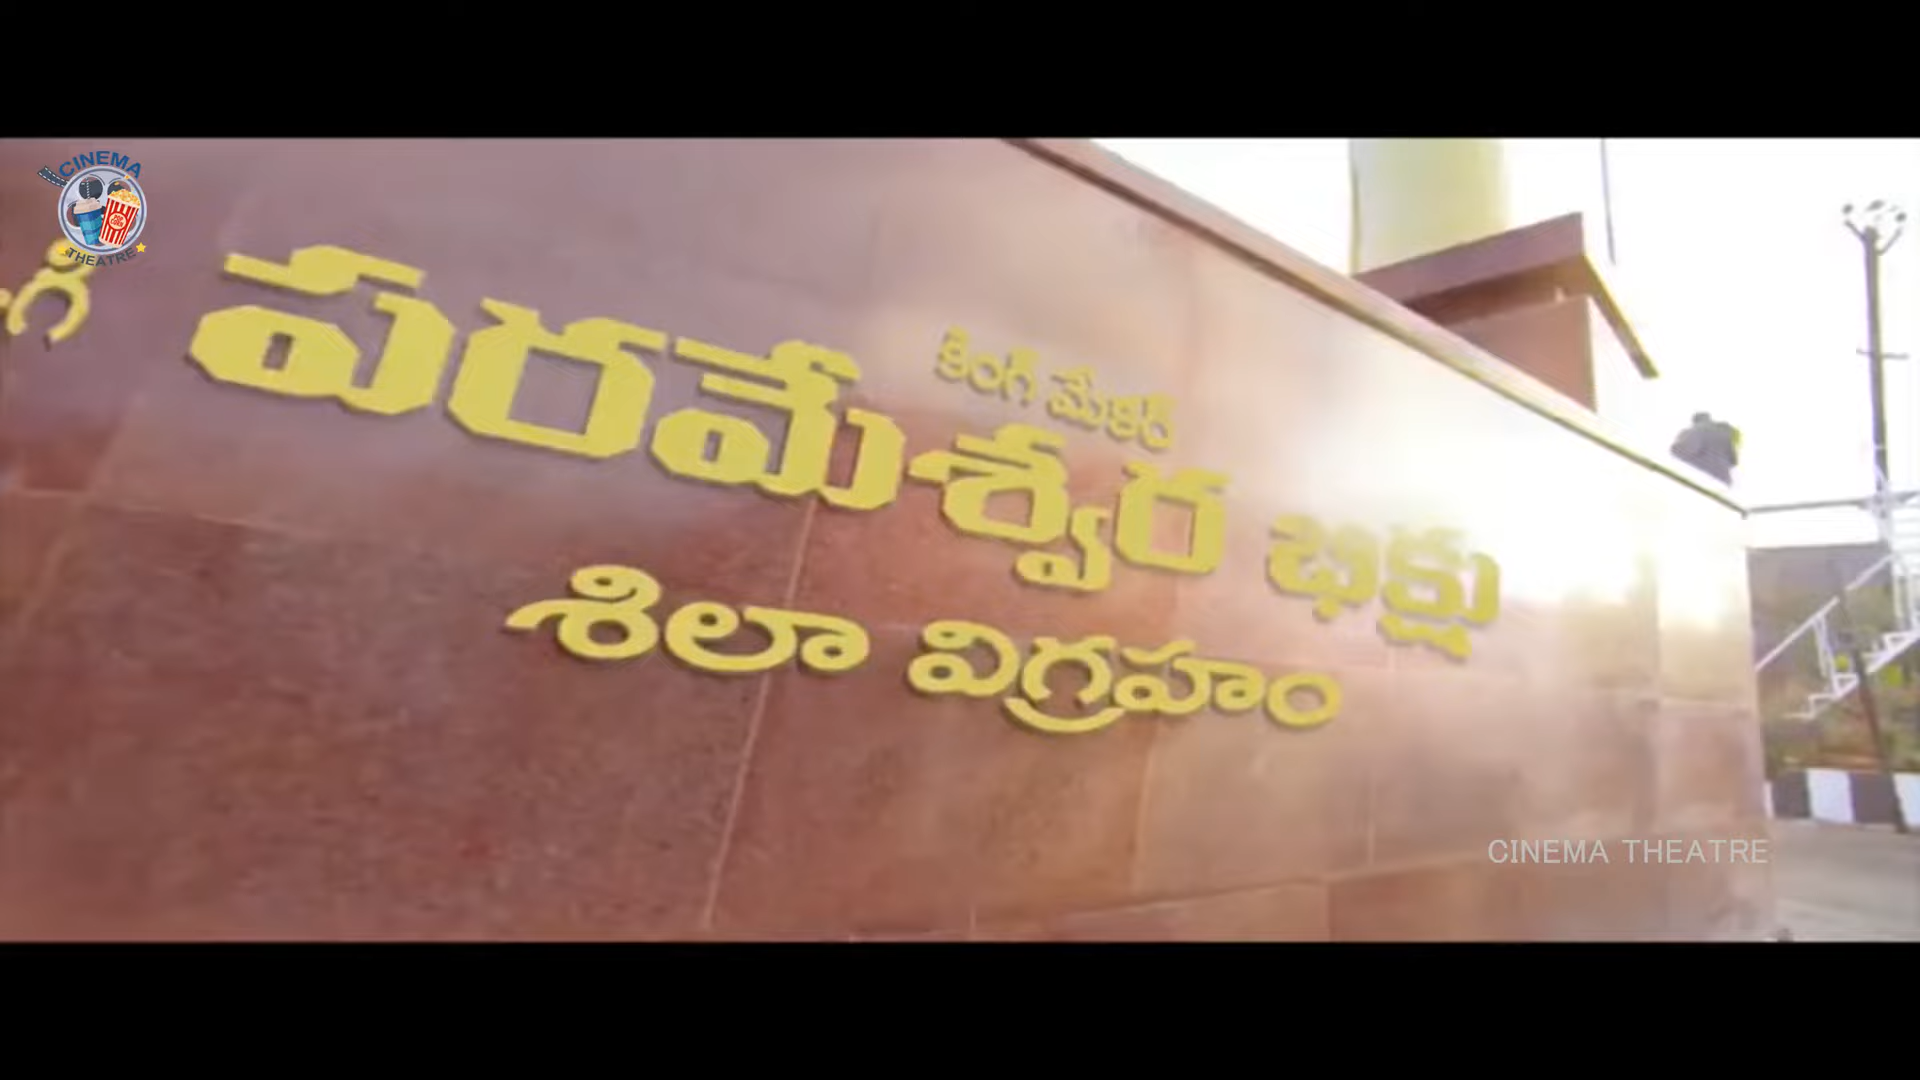 CINEMA
THEATRE
కింగ్ మేకర్
పరమేశ్వర భిక్షు
శిలా విగ్రహం
CINEMA THEATRE